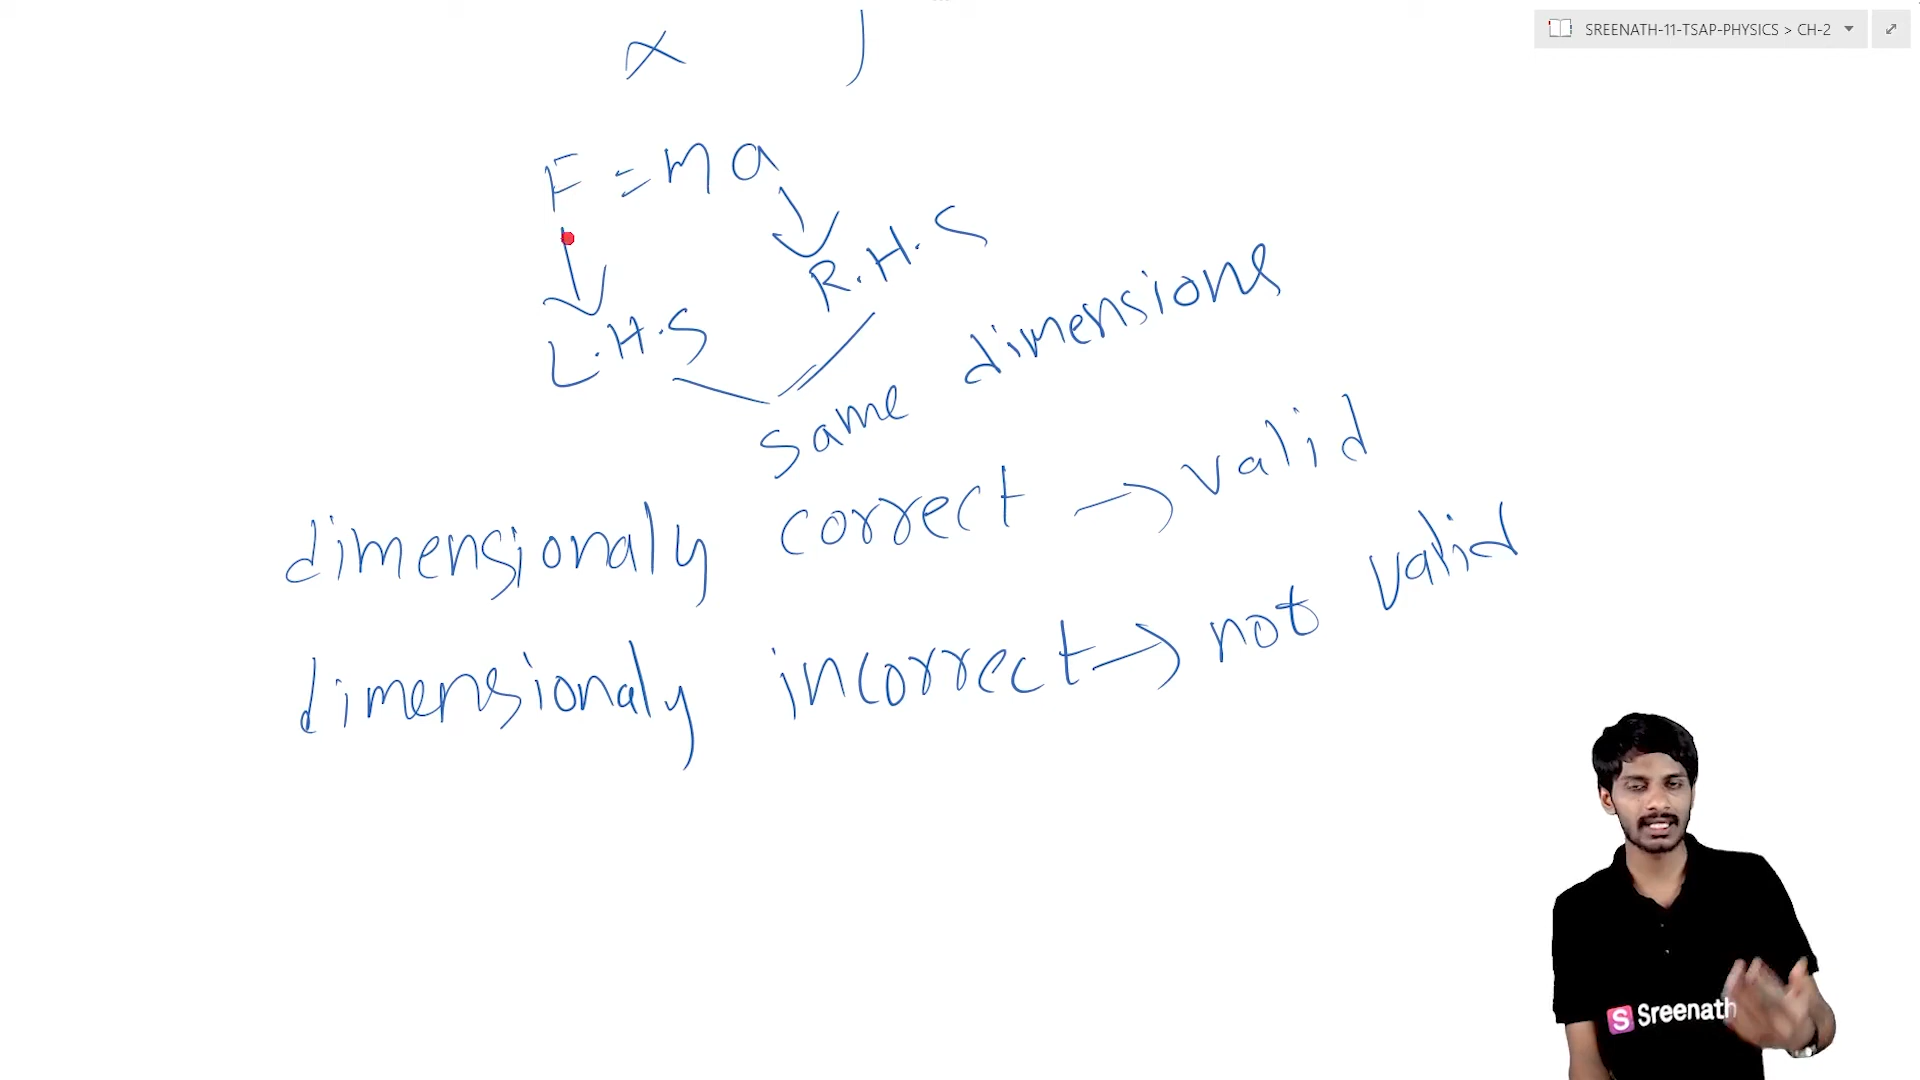 SREENATH-11-TSAP-PHYSICS > CH-2
F = ma
R.H.S
L.H.S
same dimensions
dimensionaly correct → valid
dimensionaly incorrect → not valid
S Sreenath